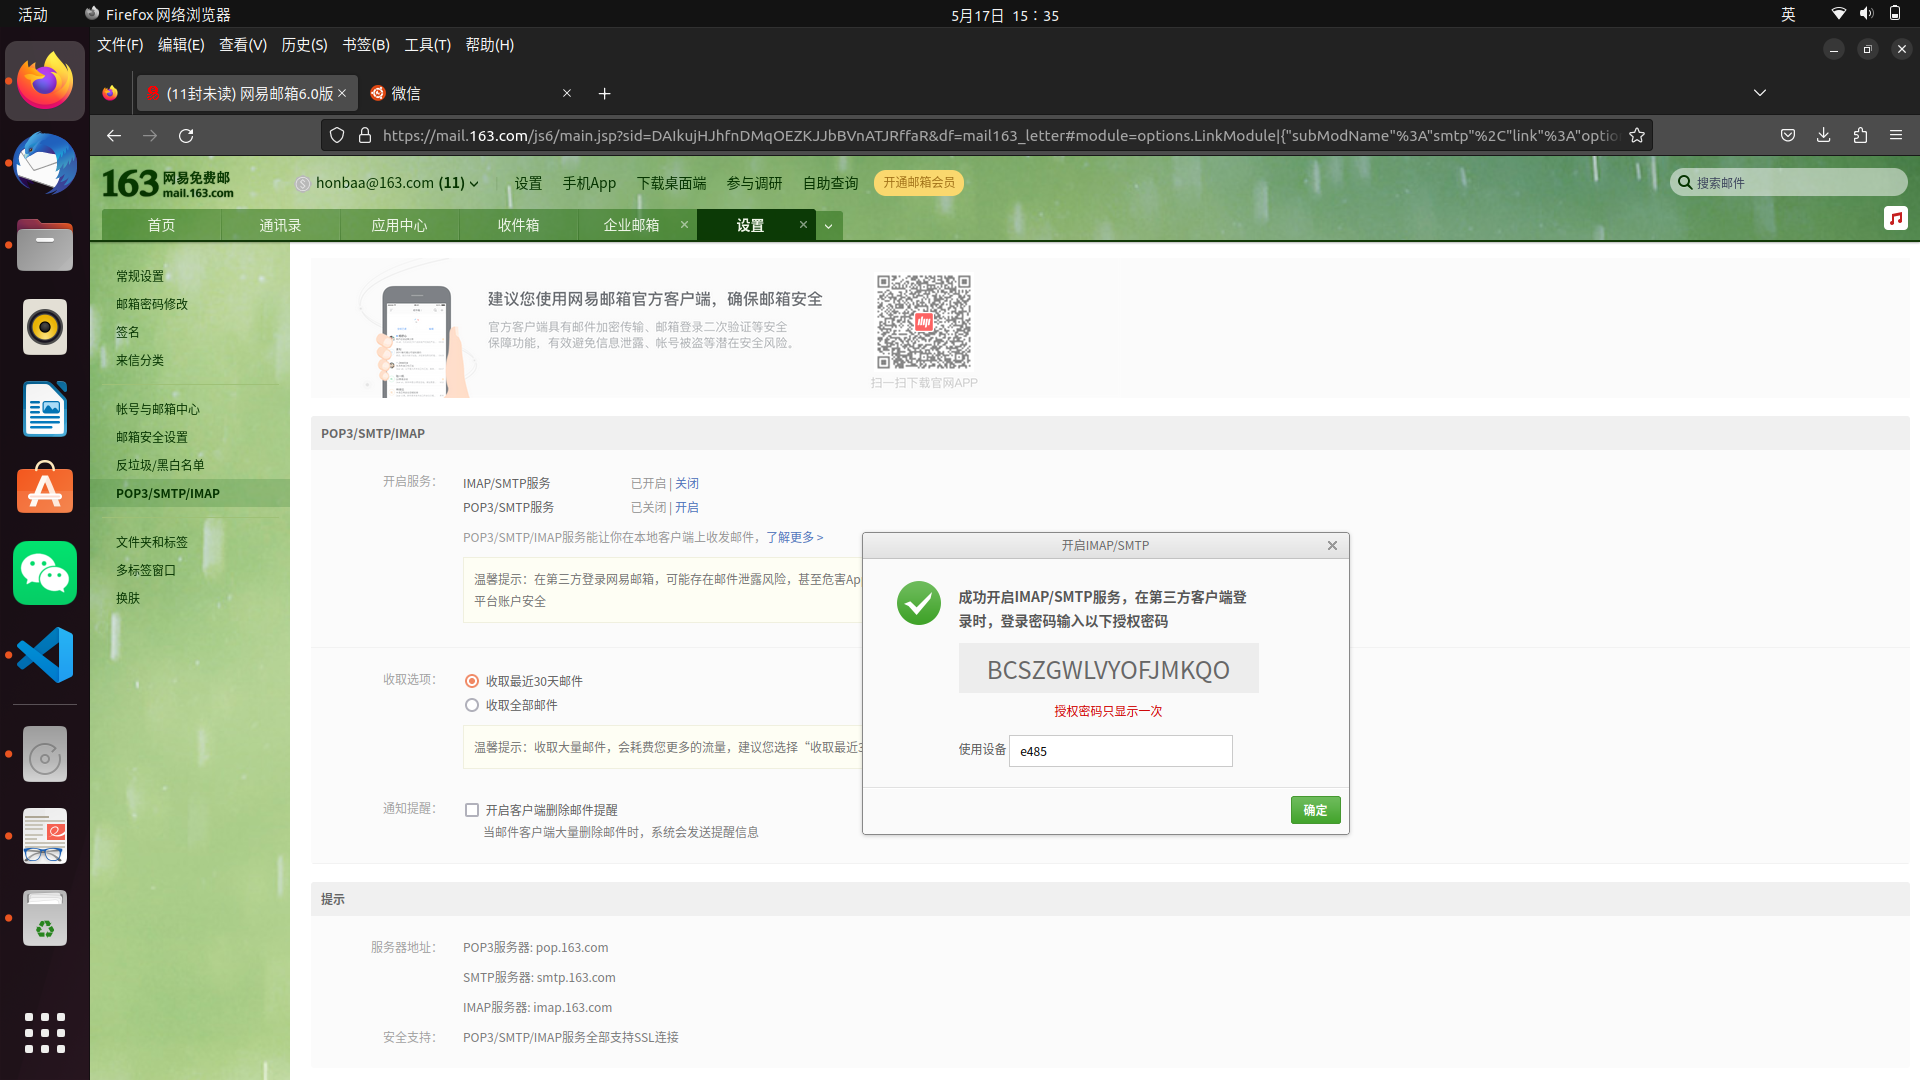 活动
Firefox 网络浏览器
5月17日 15：35
英
文件(F) 编辑(E) 查看(V) 历史(S) 书签(B) 工具(T) 帮助(H)
(11封未读) 网易邮箱6.0版
微信
https://mail.163.com/js6/main.jsp?sid=DAIkujHJhfnDMqOEZKJJbBVnATJRffaR&df=mail163_letter#module=options.LinkModule|{"subModName"%3A"smtp"%2C"link"%3A"optio
163 网易免费邮
mail.163.com
honbaa@163.com (11)
设置 手机App 下载桌面端 参与调研 自助查询 开通邮箱会员
搜索邮件
首页 通讯录 应用中心 收件箱 企业邮箱 设置
常规设置
邮箱密码修改
签名
来信分类
帐号与邮箱中心
邮箱安全设置
反垃圾/黑白名单
POP3/SMTP/IMAP
文件夹和标签
多标签窗口
换肤
建议您使用网易邮箱官方客户端，确保邮箱安全
官方客户端具有邮件加密传输、邮箱登录二次验证等安全
保障功能，有效避免信息泄露、帐号被盗等潜在安全风险。
扫一扫下载官网APP
POP3/SMTP/IMAP
开启服务： IMAP/SMTP服务 已开启 | 关闭
POP3/SMTP服务 已关闭 | 开启
POP3/SMTP/IMAP服务能让你在本地客户端上收发邮件，了解更多 >
温馨提示：在第三方登录网易邮箱，可能存在邮件泄露风险，甚至危害Ap
平台账户安全
收取选项： 收取最近30天邮件
收取全部邮件
温馨提示：收取大量邮件，会耗费您更多的流量，建议您选择“收取最近3
通知提醒： 开启客户端删除邮件提醒
当邮件客户端大量删除邮件时，系统会发送提醒信息
开启IMAP/SMTP
成功开启IMAP/SMTP服务，在第三方客户端登
录时，登录密码输入以下授权密码
BCSZGWLVYOFJMKQO
授权密码只显示一次
使用设备 e485
确定
提示
服务器地址： POP3服务器: pop.163.com
SMTP服务器: smtp.163.com
IMAP服务器: imap.163.com
安全支持： POP3/SMTP/IMAP服务全部支持SSL连接